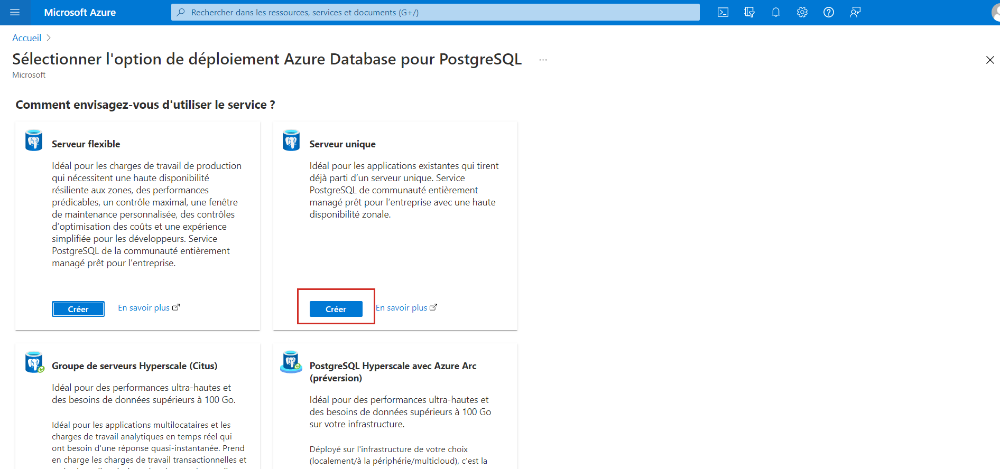 Microsoft Azure
Rechercher dans les ressources, services et documents (G+/)
Accueil
Sélectionner l'option de déploiement Azure Database pour PostgreSQL ...
Microsoft
Comment envisagez-vous d'utiliser le service ?
Serveur flexible
Idéal pour les charges de travail de production
qui nécessitent une haute disponibilité
résiliente aux zones, des performances
prédicables, un contrôle maximal, une fenêtre
de maintenance personnalisée, des contrôles
d’optimisation des coûts et une expérience
simplifiée pour les développeurs. Service
PostgreSQL de la communauté entièrement
managé prêt pour l’entreprise.
Créer
En savoir plus
Serveur unique
Idéal pour les applications existantes qui tirent
déjà parti d’un serveur unique. Service
PostgreSQL de communauté entièrement
managé prêt pour l’entreprise avec une haute
disponibilité zonale.
Créer
En savoir plus
Groupe de serveurs Hyperscale (Citus)
Idéal pour des performances ultra-hautes et
des besoins de données supérieurs à 100 Go.
Idéal pour les applications multilocataires et les
charges de travail analytiques en temps réel qui
ont besoin d'une réponse quasi-instantanée. Prend
en charge les charges de travail transactionnelles et
PostgreSQL Hyperscale avec Azure Arc
(préversion)
Idéal pour des performances ultra-hautes et
des besoins de données supérieurs à 100 Go
sur votre infrastructure.
Déployé sur l'infrastructure de votre choix
(localement/à la périphérie/multicloud), c'est la